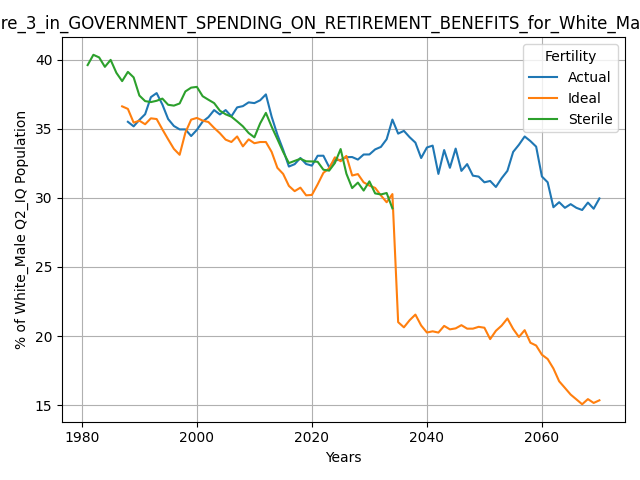 re_3_in_GOVERNMENT_SPENDING_ON_RETIREMENT_BENEFITS_for_White_Ma
Fertility
Actual
Ideal
Sterile
% of White_Male Q2_IQ Population
40
35
30
25
20
15
1980
2000
2020
2040
2060
Years